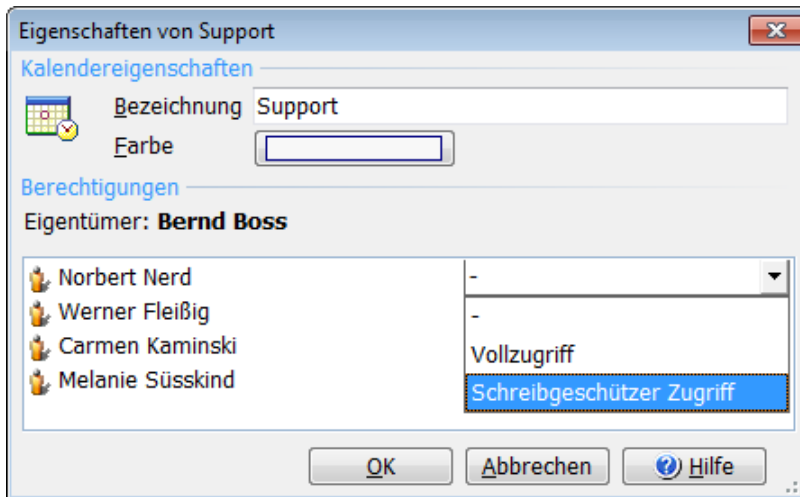 Eigenschaften von Support
Kalendereigenschaften
Bezeichnung Support
Farbe
Berechtigungen
Eigentümer: Bernd Boss
Norbert Nerd -
Werner Fleißig -
Carmen Kaminski Vollzugriff
Melanie Süsskind Schreibgeschützer Zugriff
OK Abbrechen Hilfe